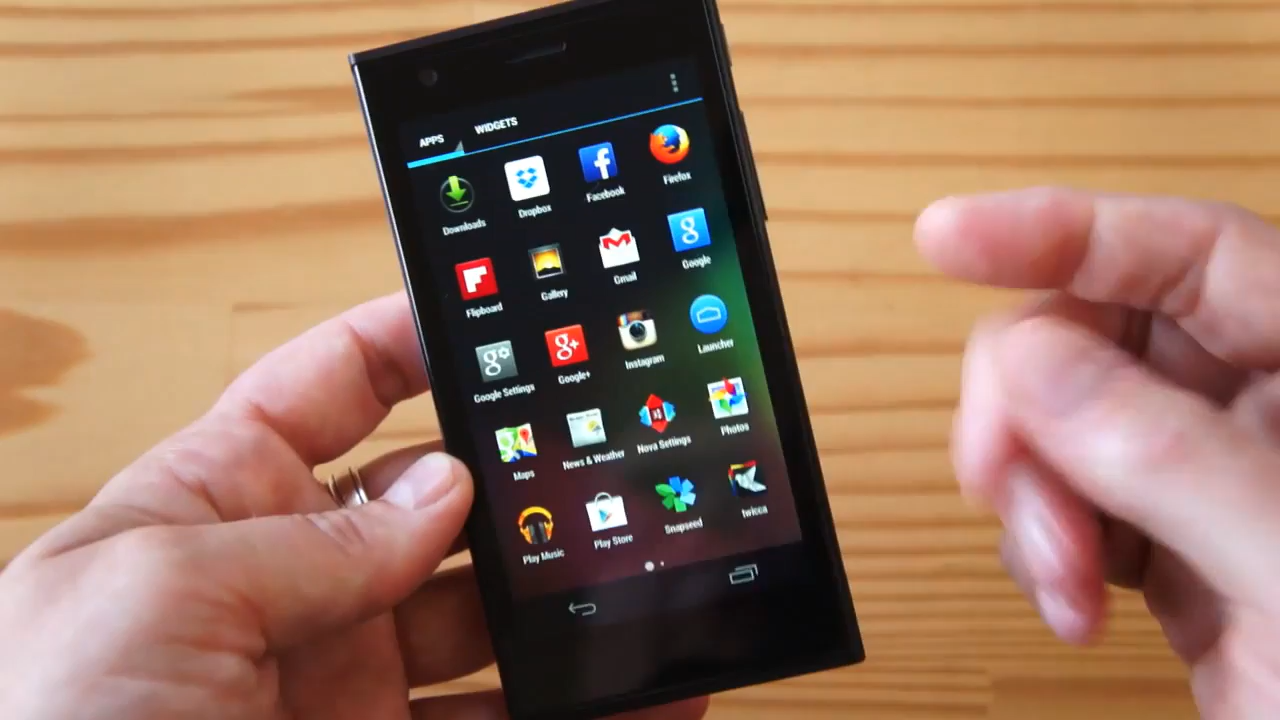 APPS WIDGETS
Downloads Dropbox Facebook Firefox
Flipboard Gallery Gmail Google
Google Settings Google+ Instagram Launcher
Maps News & Weather Nova Settings Photos
Play Music Play Store Snapseed twicca